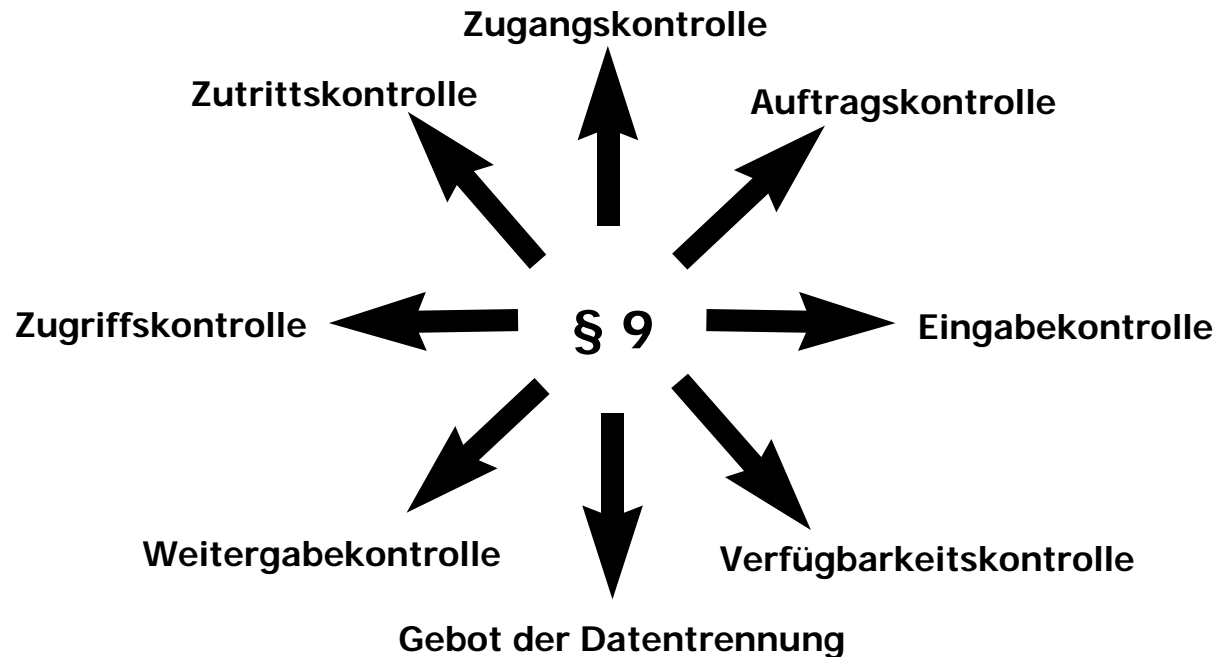 Zugangskontrolle
Zutrittskontrolle
Auftragskontrolle
Zugriffskontrolle
§ 9
Eingabekontrolle
Weitergabekontrolle
Verfügbarkeitskontrolle
Gebot der Datentrennung